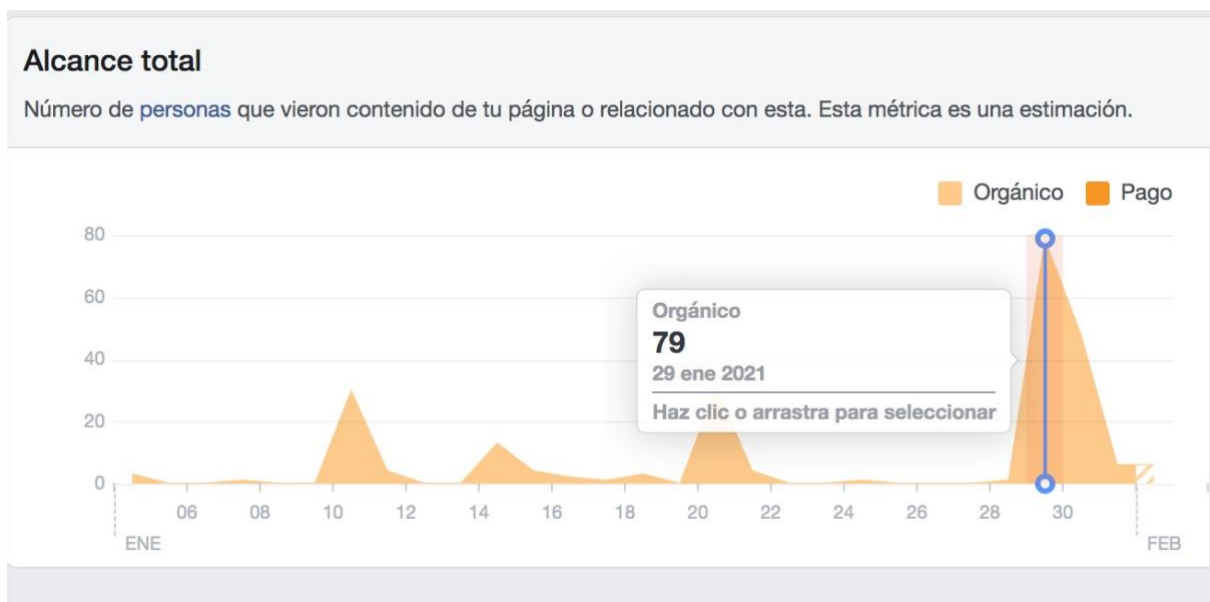 Alcance total
Número de personas que vieron contenido de tu página o relacionado con esta. Esta métrica es una estimación.
Orgánico Pago
80
60
40
20
0
Orgánico
79
29 ene 2021
Haz clic o arrastra para seleccionar
06 08 10 12 14 16 18 20 22 24 26 28 30
ENE FEB